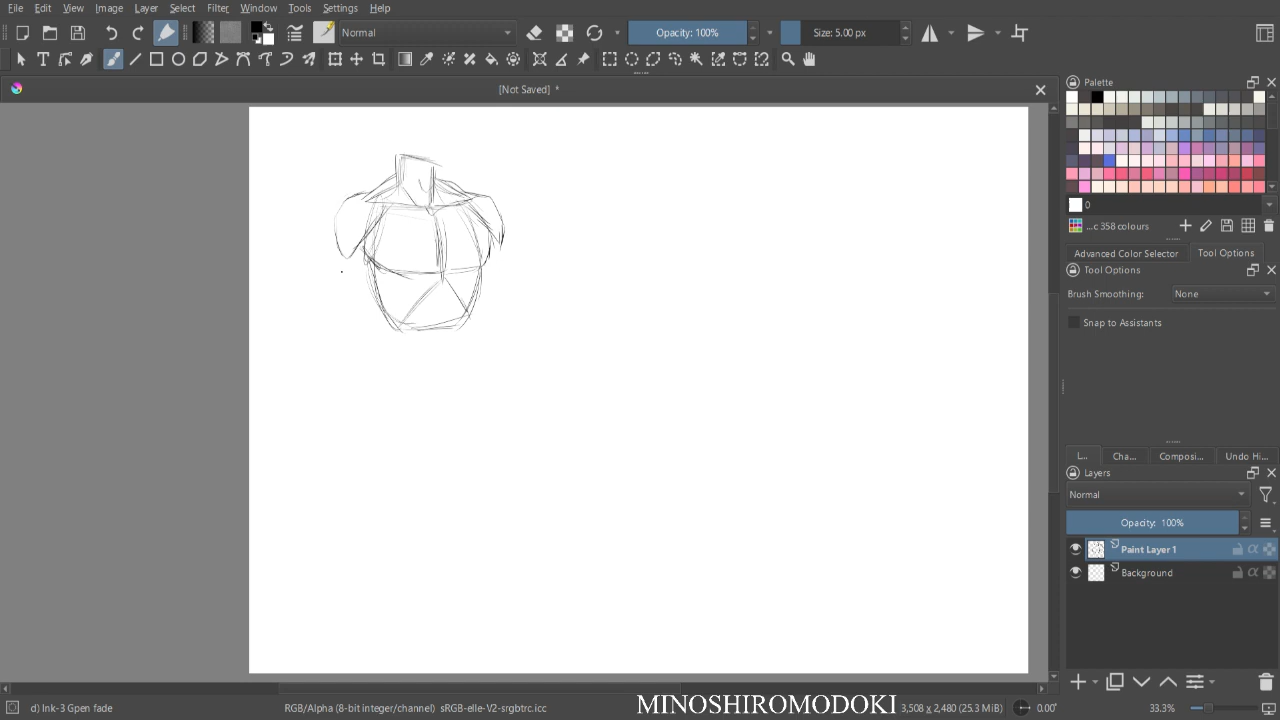 File Edit View Image Layer Select Filter Window Tools Settings Help
Normal Opacity: 100% Size: 5.00 px
[Not Saved] *
Palette
0
...c 358 colours
Advanced Color Selector Tool Options
Tool Options
Brush Smoothing: None
Snap to Assistants
L... Cha... Composi... Undo Hi...
Layers
Normal
Opacity: 100%
Paint Layer 1
Background
d) Ink-3 Gpen fade RGB/Alpha (8-bit integer/channel) sRGB-elle-V2-srgbtrc.icc MINOSHIROMODOKI 3,508 x 2,480 (25.3 MiB) 0.00° 33.3%